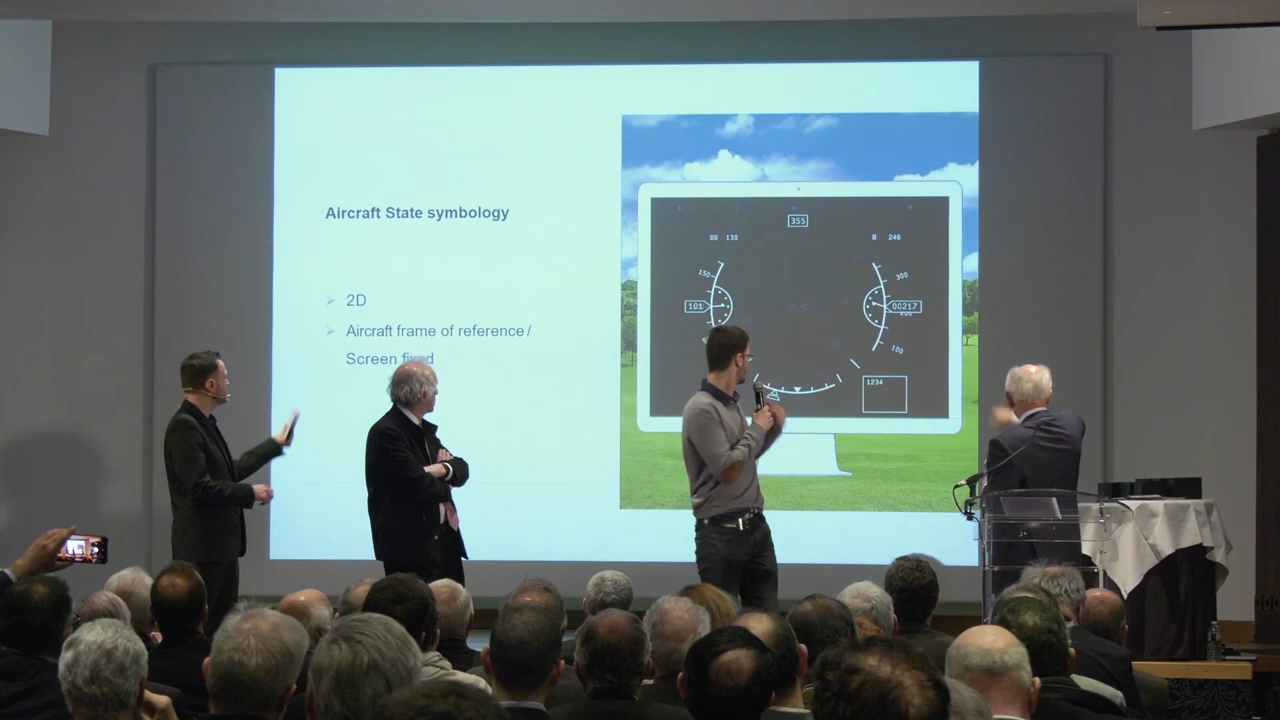 Aircraft State symbology
2D
Aircraft frame of reference /
Screen fixed
355
GS 130
B 246
150
300
101
00217
100
1234